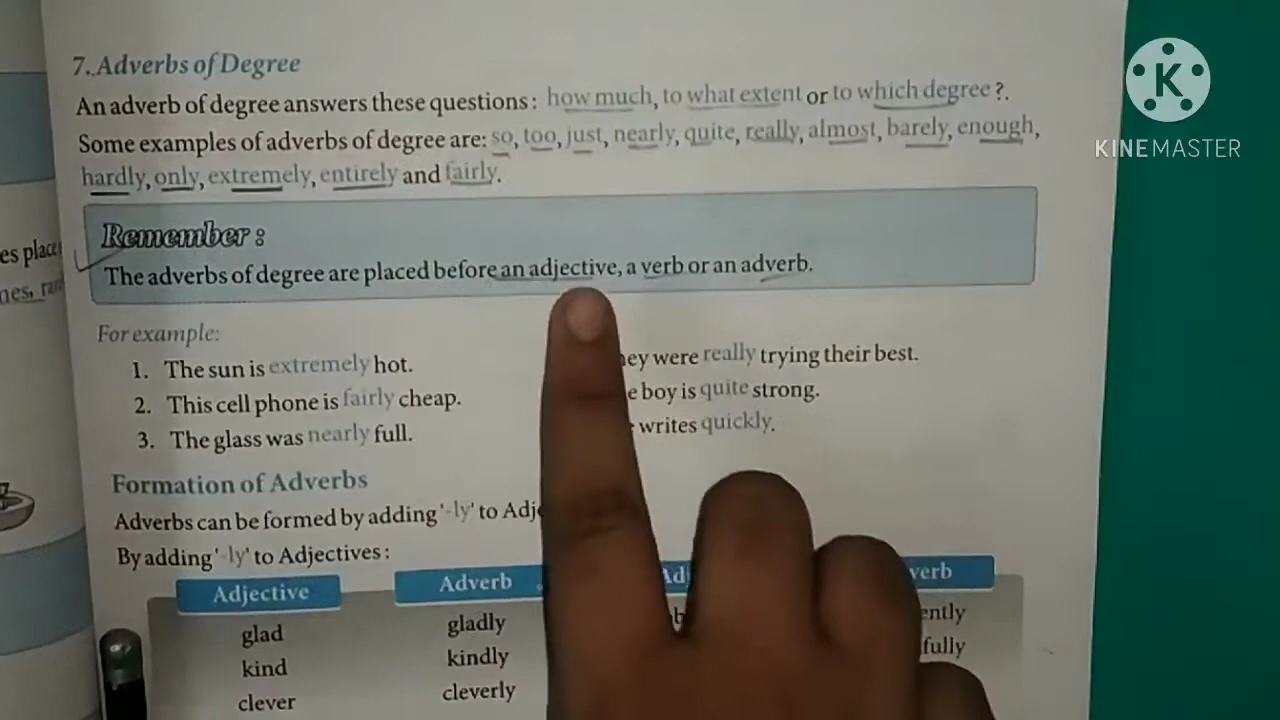 7. Adverbs of Degree
An adverb of degree answers these questions : how much, to what extent or to which degree ?.
Some examples of adverbs of degree are: so, too, just, nearly, quite, really, almost, barely, enough,
hardly, only, extremely, entirely and fairly.
Remember :
The adverbs of degree are placed before an adjective, a verb or an adverb.
For example:
1. The sun is extremely hot.
2. This cell phone is fairly cheap.
3. The glass was nearly full.
were really trying their best.
boy is quite strong.
writes quickly.
Formation of Adverbs
Adverbs can be formed by adding '-ly' to
By adding '-ly' to Adjectives :
Adjective Adverb
glad gladly
kind kindly
clever cleverly
es
KINEMASTER
K